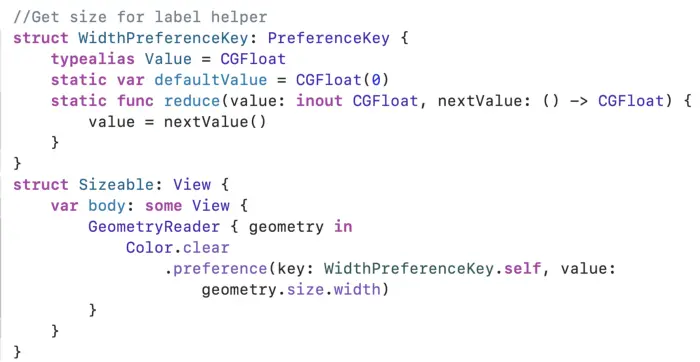 //Get size for label helper
struct WidthPreferenceKey: PreferenceKey {
    typealias Value = CGFloat
    static var defaultValue = CGFloat(0)
    static func reduce(value: inout CGFloat, nextValue: () -> CGFloat) {
        value = nextValue()
    }
}
struct Sizeable: View {
    var body: some View {
        GeometryReader { geometry in
            Color.clear
                .preference(key: WidthPreferenceKey.self, value:
                    geometry.size.width)
        }
    }
}